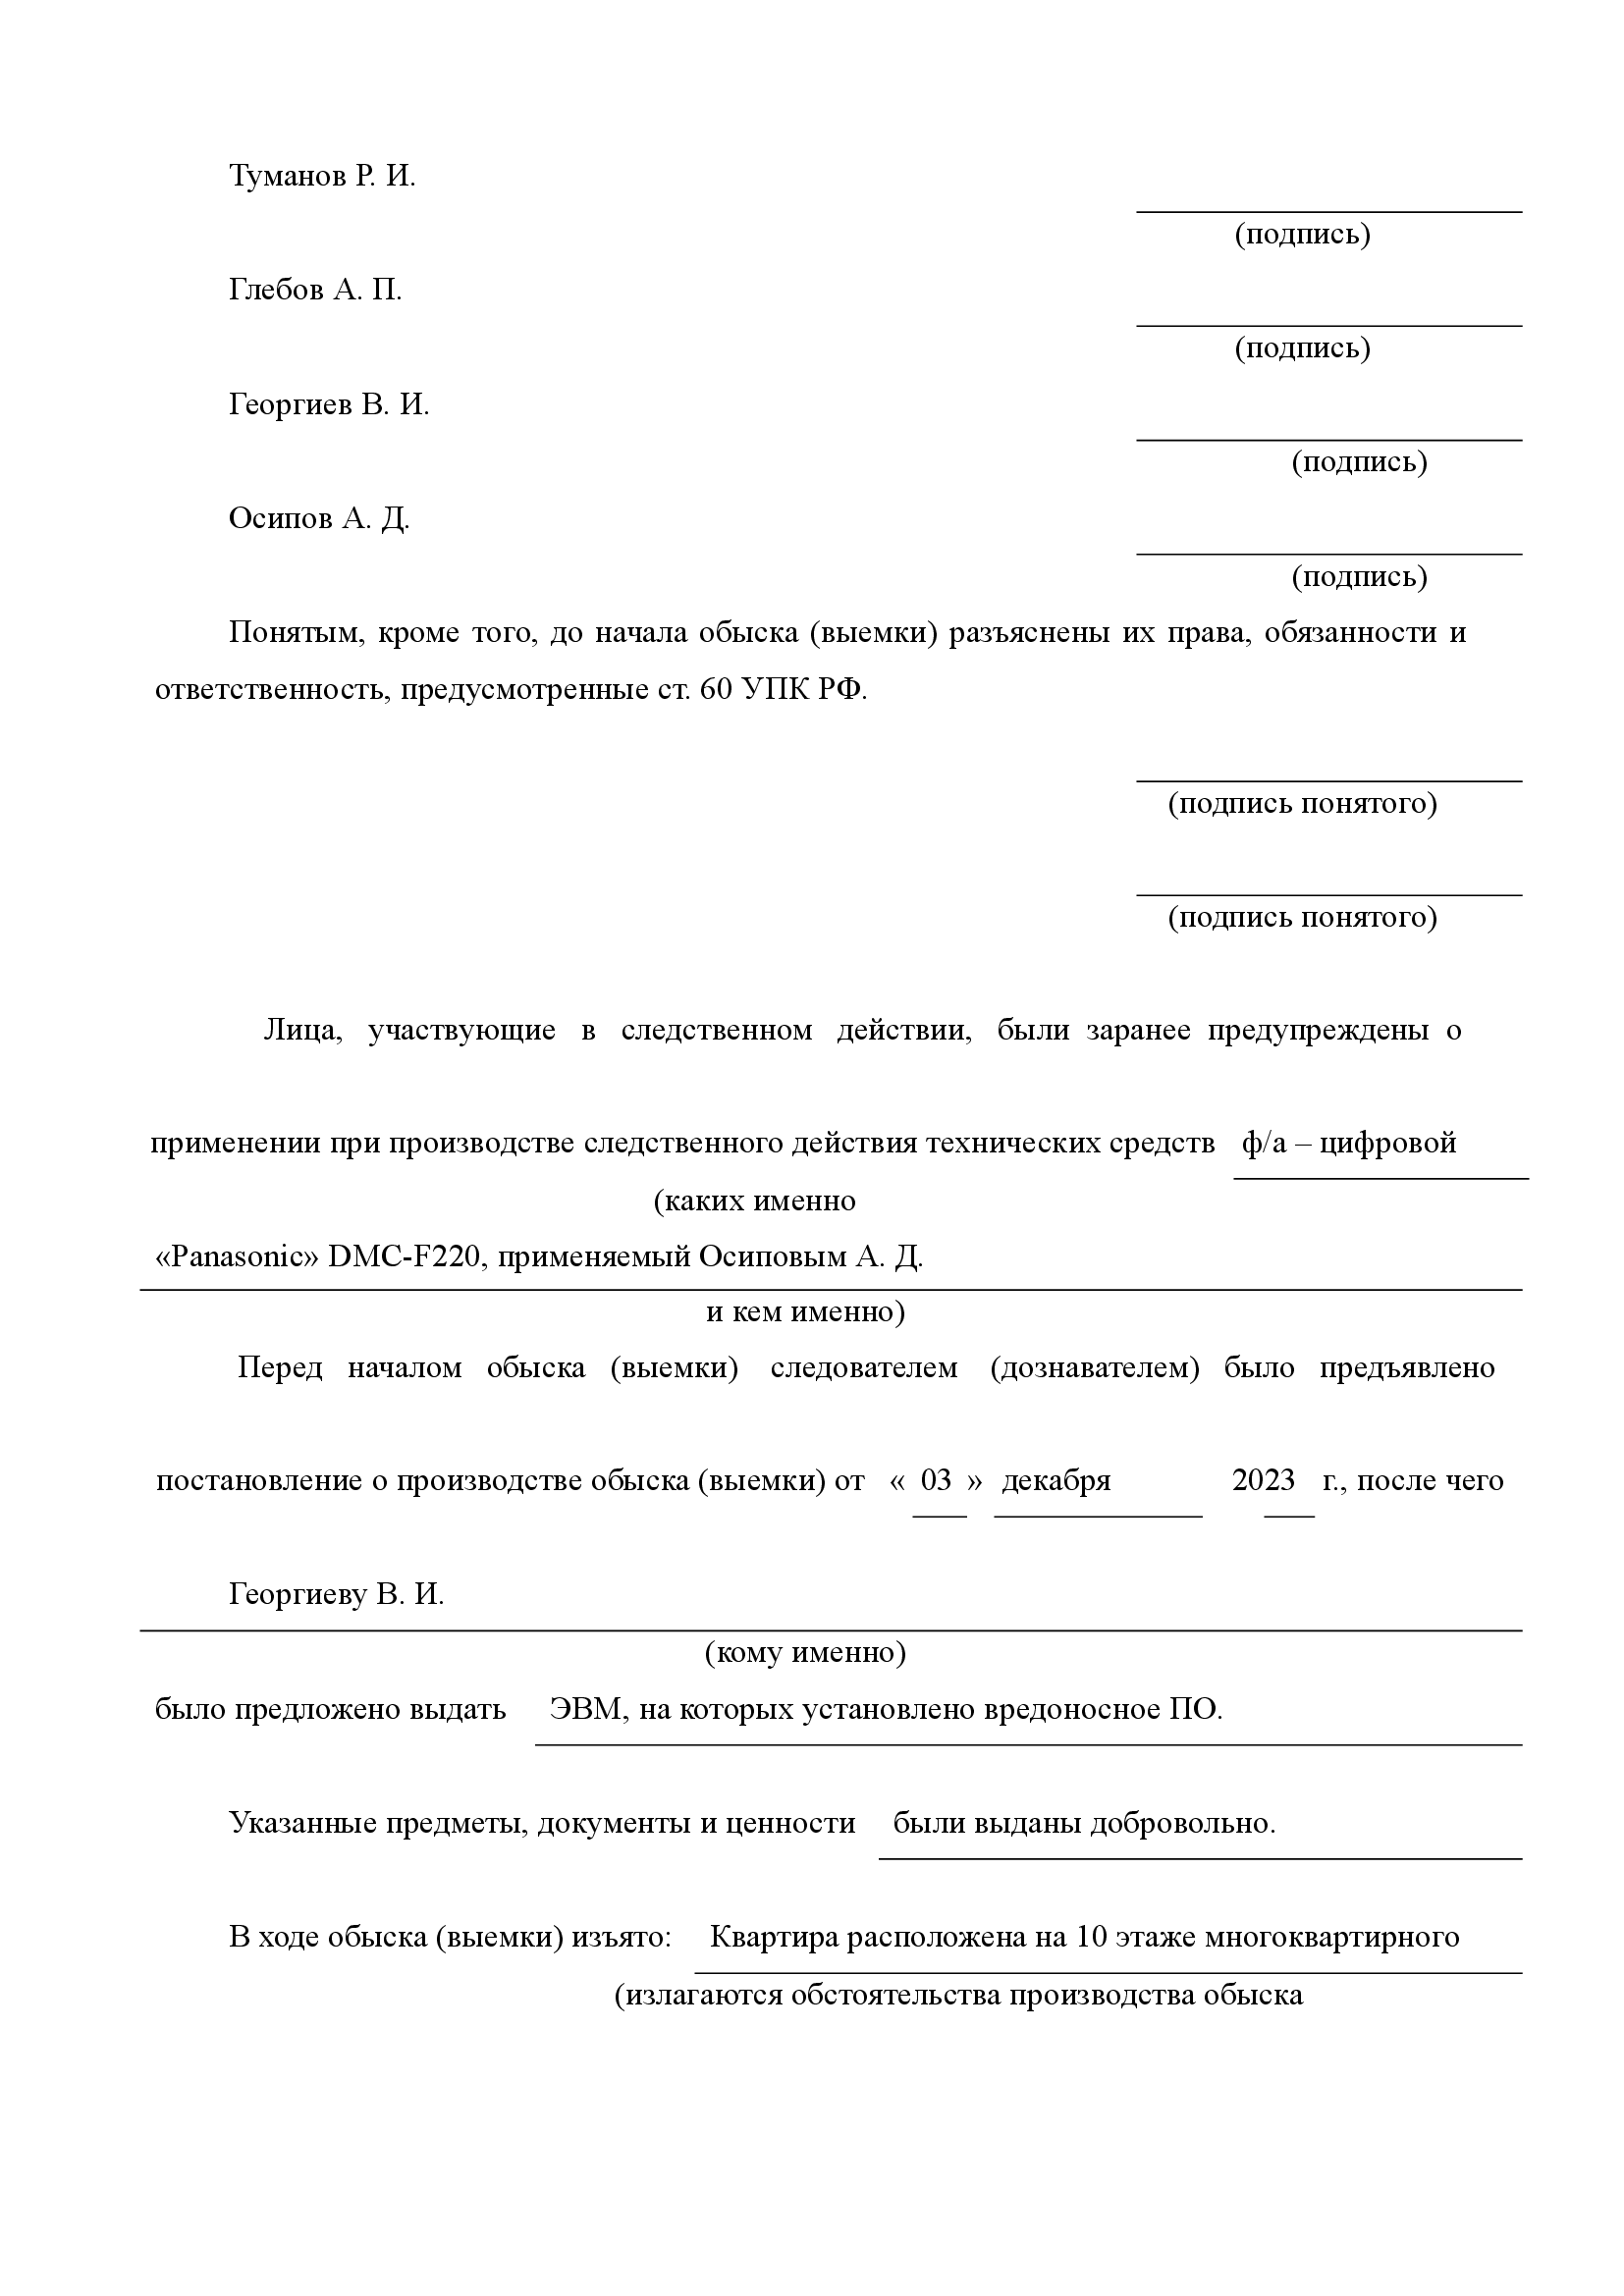 Туманов Р. И.
(подпись)
Глебов А. П.
(подпись)
Георгиев В. И.
(подпись)
Осипов А. Д.
(подпись)
Понятым, кроме того, до начала обыска (выемки) разъяснены их права, обязанности и
ответственность, предусмотренные ст. 60 УПК РФ.
(подпись понятого)
(подпись понятого)
Лица, участвующие в следственном действии, были заранее предупреждены о
применении при производстве следственного действия технических средств ф/а – цифровой
(каких именно
«Panasonic» DMC-F220, применяемый Осиповым А. Д.
и кем именно)
Перед началом обыска (выемки) следователем (дознавателем) было предъявлено
постановление о производстве обыска (выемки) от « 03 » декабря 2023 г., после чего
Георгиеву В. И.
(кому именно)
было предложено выдать ЭВМ, на которых установлено вредоносное ПО.
Указанные предметы, документы и ценности были выданы добровольно.
В ходе обыска (выемки) изъято: Квартира расположена на 10 этаже многоквартирного
(излагаются обстоятельства производства обыска